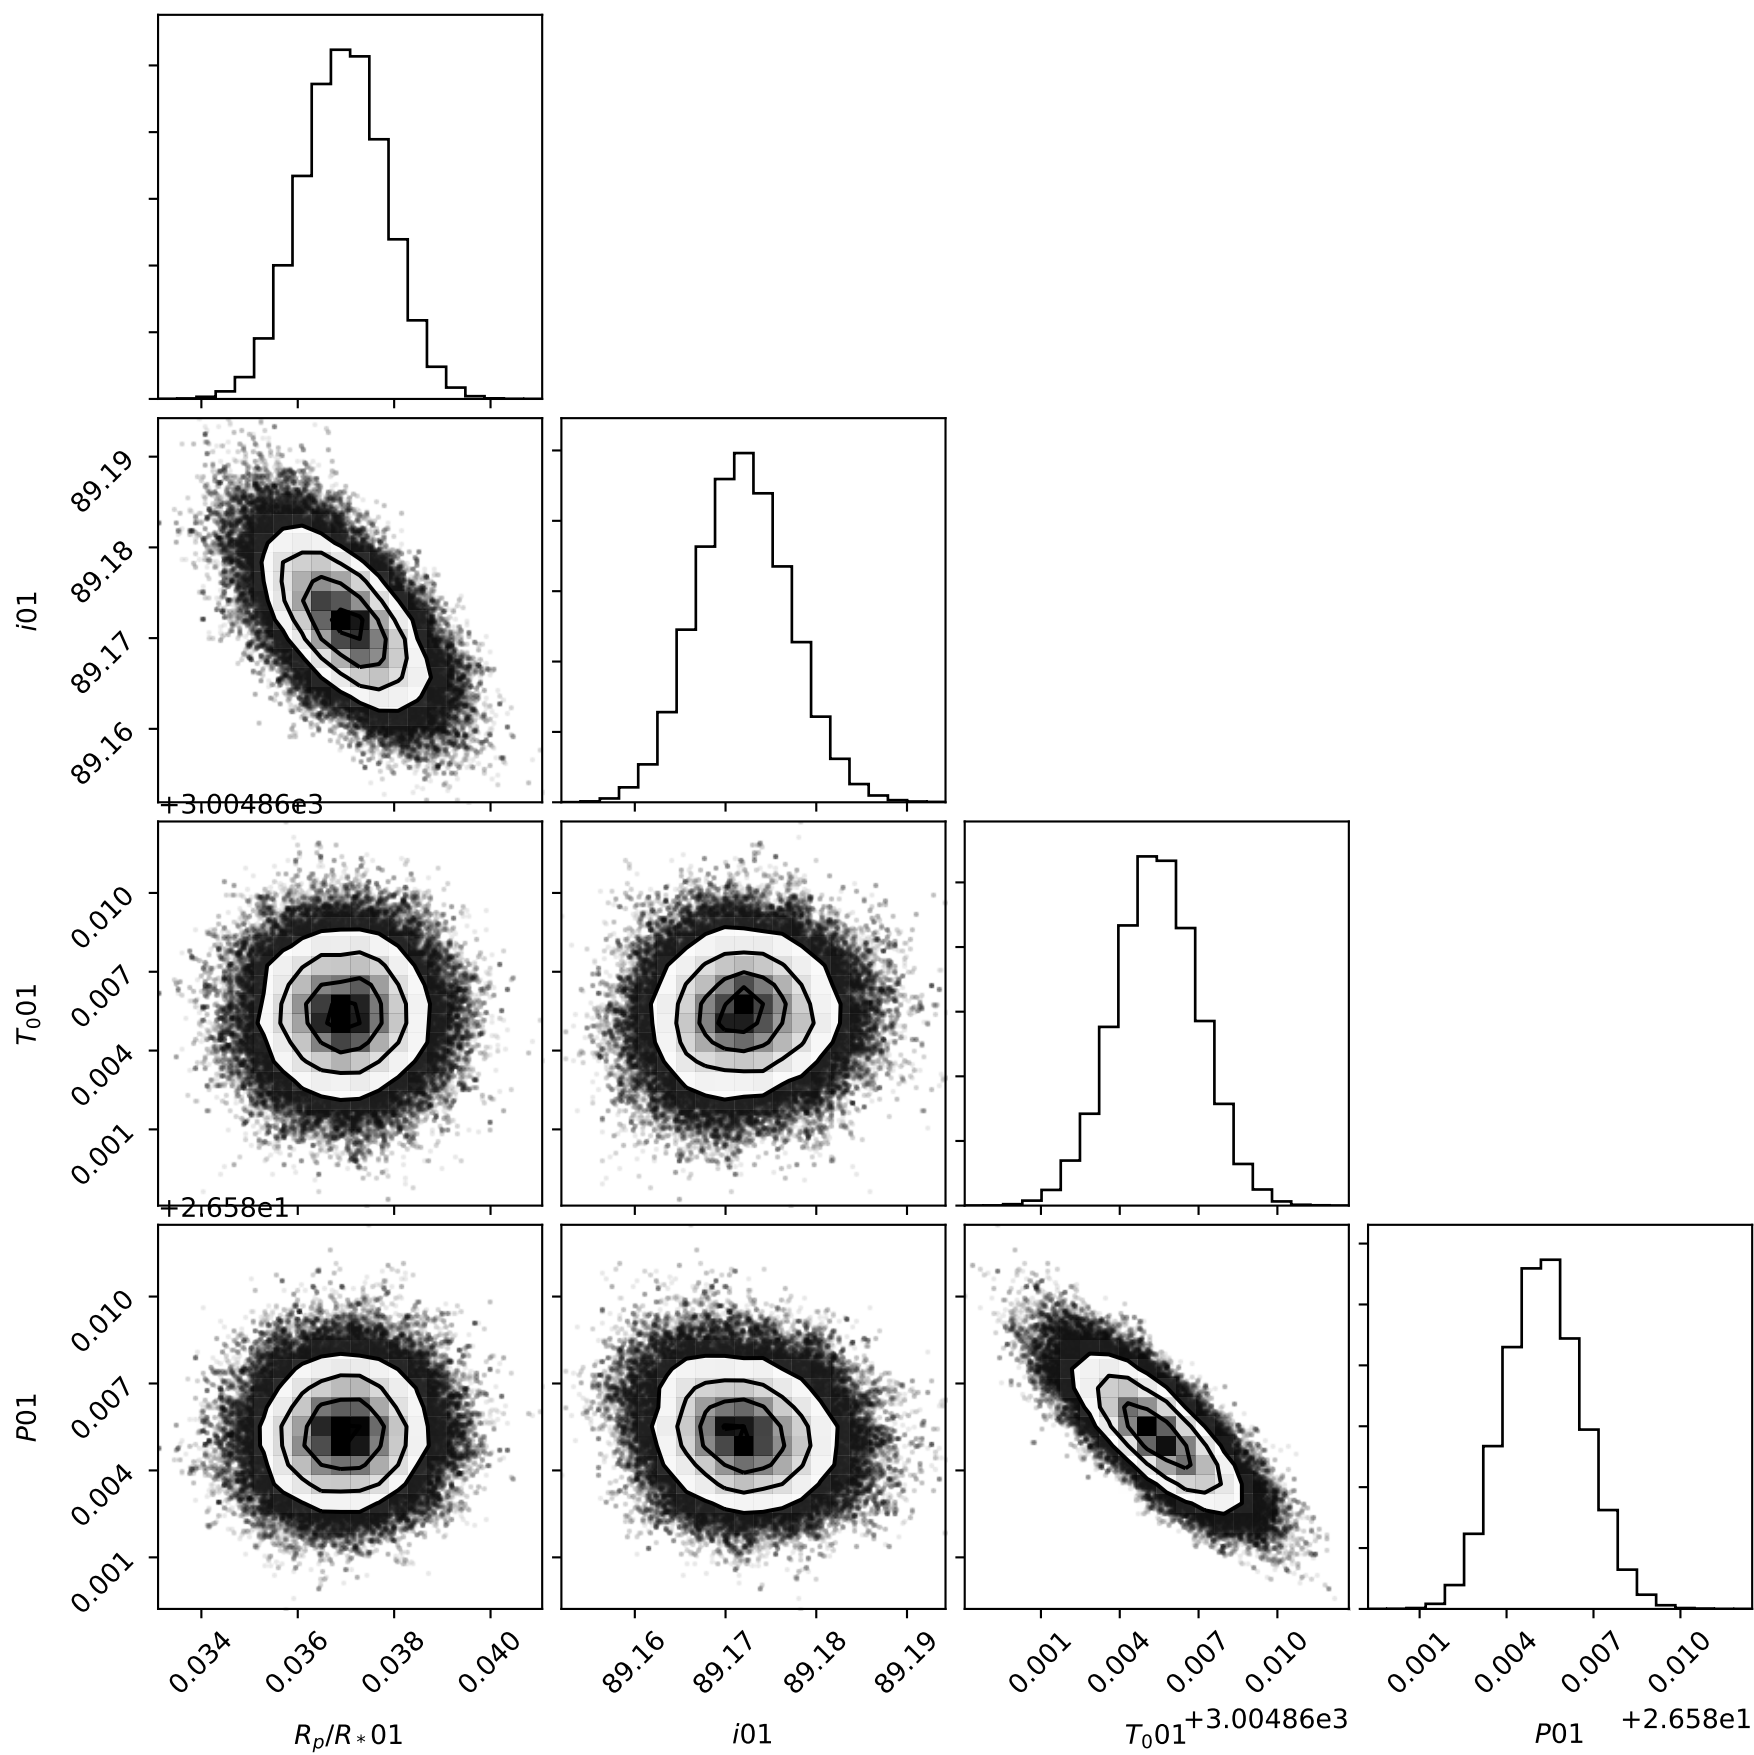 89.19
89.18
89.17
89.16
i01
+3.00486e3
0.010
0.007
0.004
0.001
T₀01
+2.658e1
0.010
0.007
0.004
0.001
P01
0.034 0.036 0.038 0.040
89.16 89.17 89.18 89.19
0.001 0.004 0.007 0.010
0.001 0.004 0.007 0.010
Rₚ/R*01
i01
T₀01 +3.00486e3
P01 +2.658e1